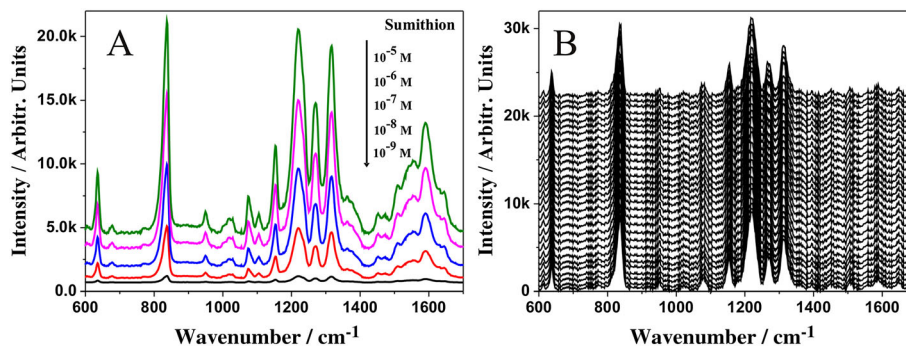 A
Sumithion
10⁻⁵ M
10⁻⁶ M
10⁻⁷ M
10⁻⁸ M
10⁻⁹ M
20.0k
15.0k
10.0k
5.0k
0.0
600 800 1000 1200 1400 1600
Intensity / Arbitr. Units
Wavenumber / cm⁻¹
B
30k
20k
10k
0
600 800 1000 1200 1400 1600
Intensity / Arbitr. Units
Wavenumber / cm⁻¹